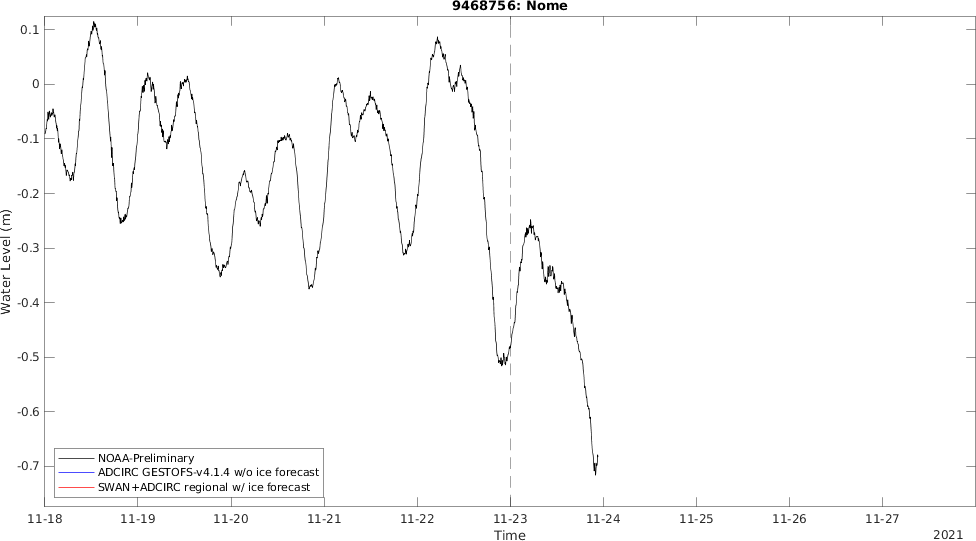 9468756: Nome
0.1
0
-0.1
-0.2
-0.3
-0.4
-0.5
-0.6
-0.7
Water Level (m)
NOAA-Preliminary
ADCIRC GESTOFS-v4.1.4 w/o ice forecast
SWAN+ADCIRC regional w/ ice forecast
11-18 11-19 11-20 11-21 11-22 11-23 11-24 11-25 11-26 11-27
Time
2021